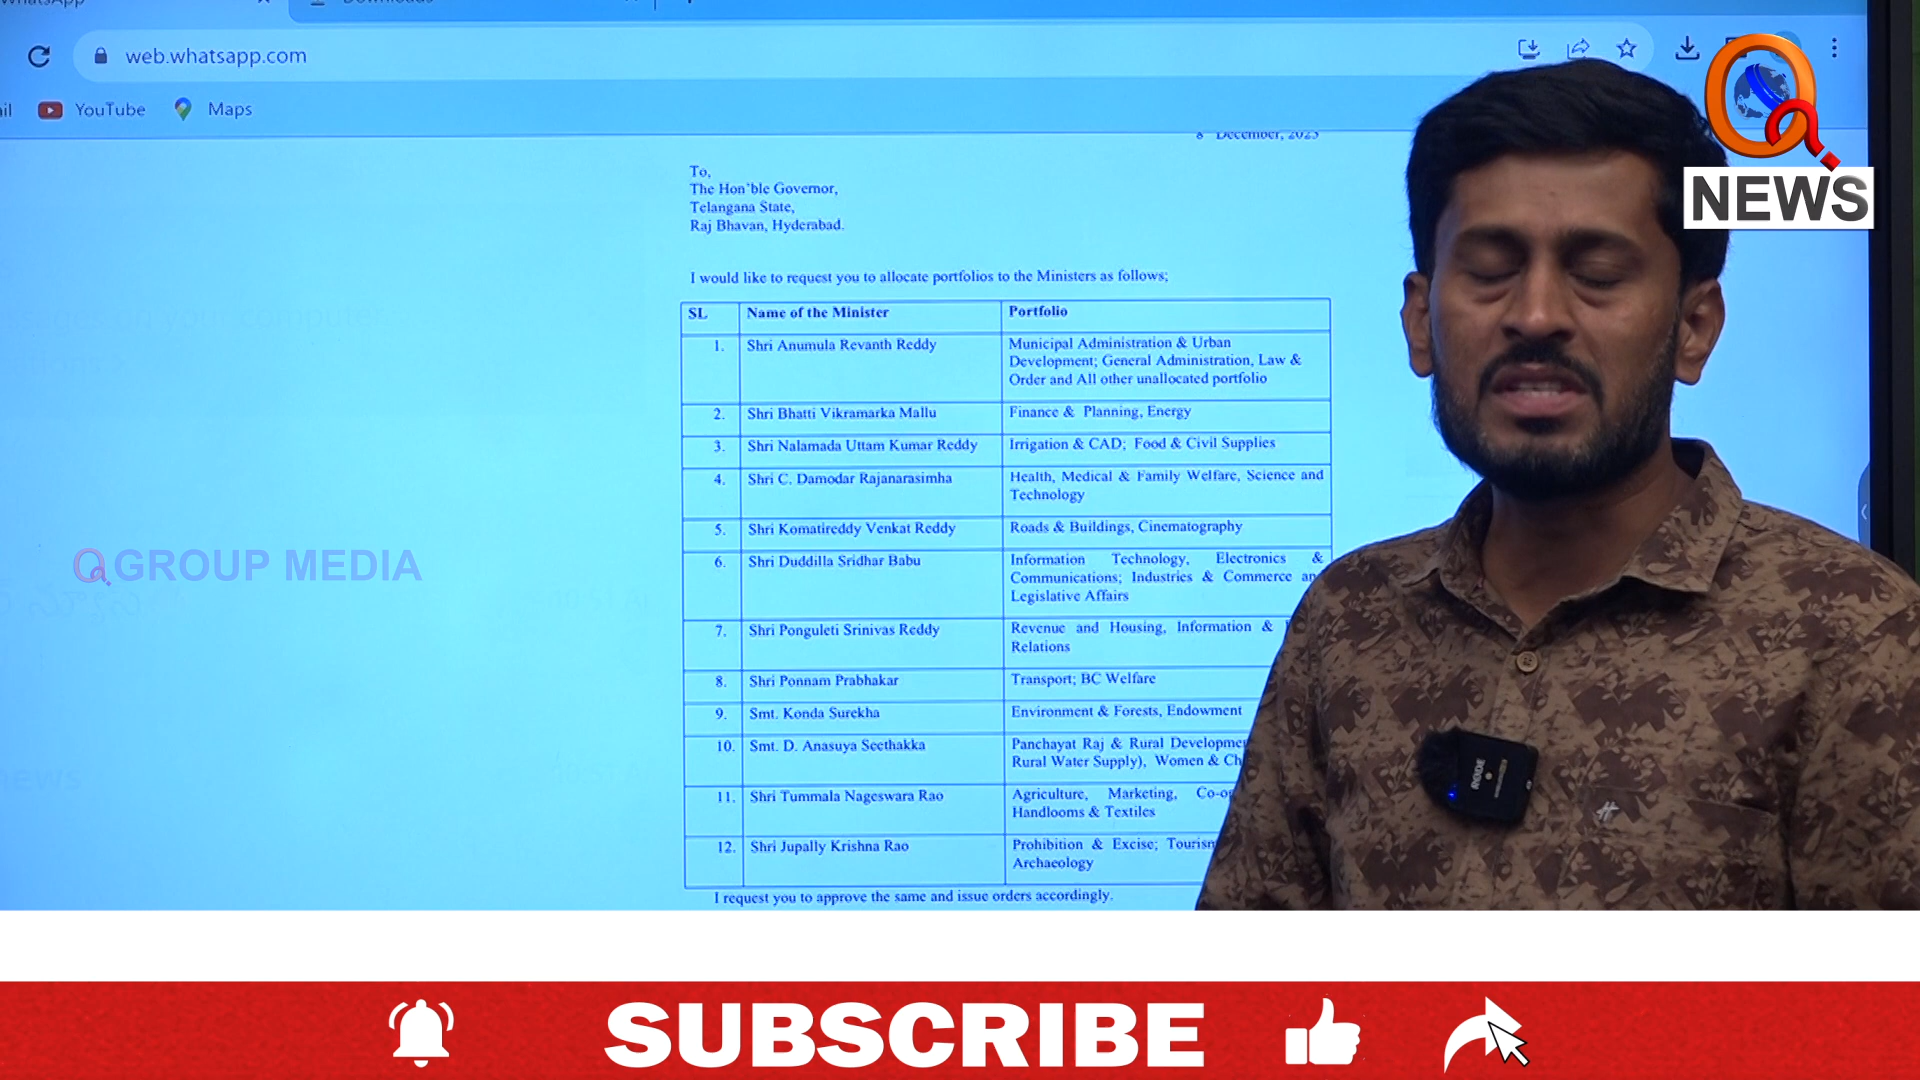 web.whatsapp.com
YouTube
Maps
NEWS
December, 2023
To,
The Hon'ble Governor,
Telangana State,
Raj Bhavan, Hyderabad.
I would like to request you to allocate portfolios to the Ministers as follows;
SL Name of the Minister Portfolio
1. Shri Anumula Revanth Reddy Municipal Administration & Urban
Development; General Administration, Law &
Order and All other unallocated portfolio
2. Shri Bhatti Vikramarka Mallu Finance & Planning, Energy
3. Shri Nalamada Uttam Kumar Reddy Irrigation & CAD; Food & Civil Supplies
4. Shri C. Damodar Rajanarasimha Health, Medical & Family Welfare, Science and
Technology
5. Shri Komatireddy Venkat Reddy Roads & Buildings, Cinematography
6. Shri Duddilla Sridhar Babu Information Technology, Electronics &
Communications; Industries & Commerce an
Legislative Affairs
7. Shri Ponguleti Srinivas Reddy Revenue and Housing, Information &
Relations
8. Shri Ponnam Prabhakar Transport; BC Welfare
9. Smt. Konda Surekha Environment & Forests, Endowment
10. Smt. D. Anasuya Seethakka Panchayat Raj & Rural Developme
Rural Water Supply), Women & Ch
11. Shri Tummala Nageswara Rao Agriculture, Marketing, Co-op
Handlooms & Textiles
12. Shri Jupally Krishna Rao Prohibition & Excise; Tourism
Archaeology
I request you to approve the same and issue orders accordingly.
GROUP MEDIA
RODE
SUBSCRIBE